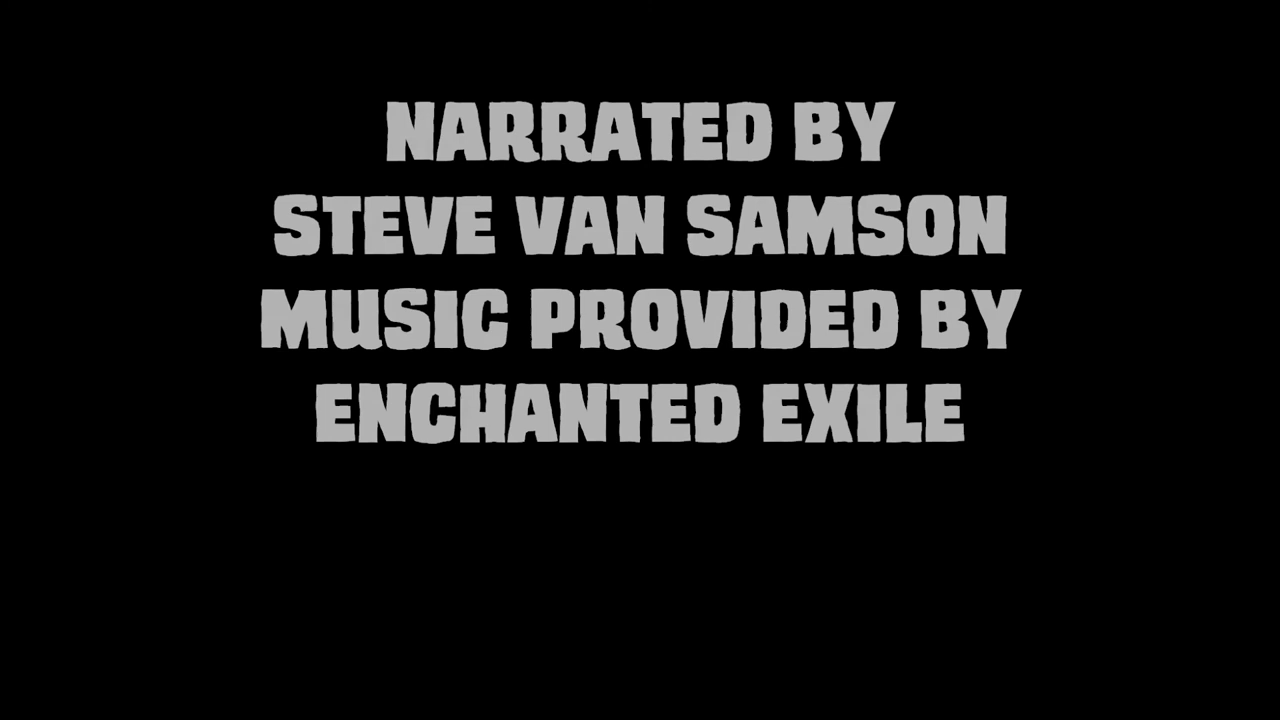 NARRATED BY
STEVE VAN SAMSON
MUSIC PROVIDED BY
ENCHANTED EXILE